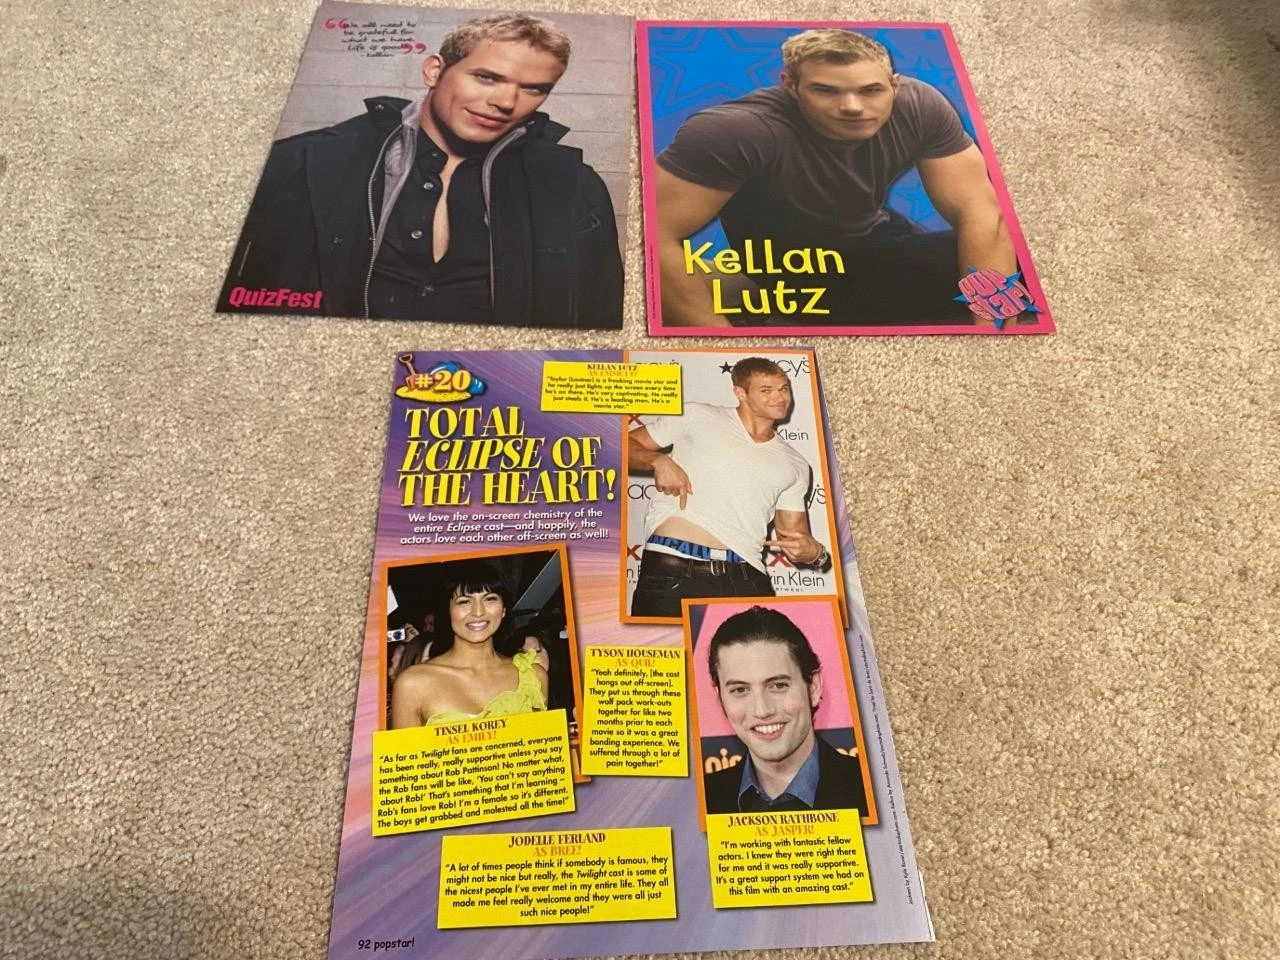 “We all need to
be grateful for
what we have.
Life is good.”
-Kellan
QuizFest
Kellan
Lutz
POP
star!
#20
TOTAL
ECLIPSE OF
THE HEART!
We love the on-screen chemistry of the
entire Eclipse cast—and happily, the
actors love each other off-screen as well!
KELLAN LUTZ
AS EMMETT!
"Taylor [Lautner] is a freaking movie star and
he really just lights up the screen every time
he's on there. He's very captivating. He really
just steals it. He's a leading man. He's a
movie star."
cy's
Klein
CALVIN
in Klein
TINSEL KOREY
AS EMILY!
"As far as Twilight fans are concerned, everyone
has been really, really supportive unless you say
something about Rob Pattinson! No matter what,
the Rob fans will be like, 'You can't say anything
about Rob!' That's something that I'm learning –
Rob's fans love Rob! I'm a female so it's different.
The boys get grabbed and molested all the time!"
TYSON HOUSEMAN
AS QUIL!
"Yeah definitely, [the cast
hangs out off-screen].
They put us through these
wolf pack work-outs
together for like two
months prior to each
movie so it was a great
bonding experience. We
suffered through a lot of
pain together!"
nic
JACKSON RATHBONE
AS JASPER!
"I'm working with fantastic fellow
actors. I knew they were right there
for me and it was really supportive.
It's a great support system we had on
this film with an amazing cast."
JODELLE FERLAND
AS BREE!
"A lot of times people think if somebody is famous, they
might not be nice but really, the Twilight cast is some of
the nicest people I've ever met in my entire life. They all
made me feel really welcome and they were all just
such nice people!"
92 popstar!